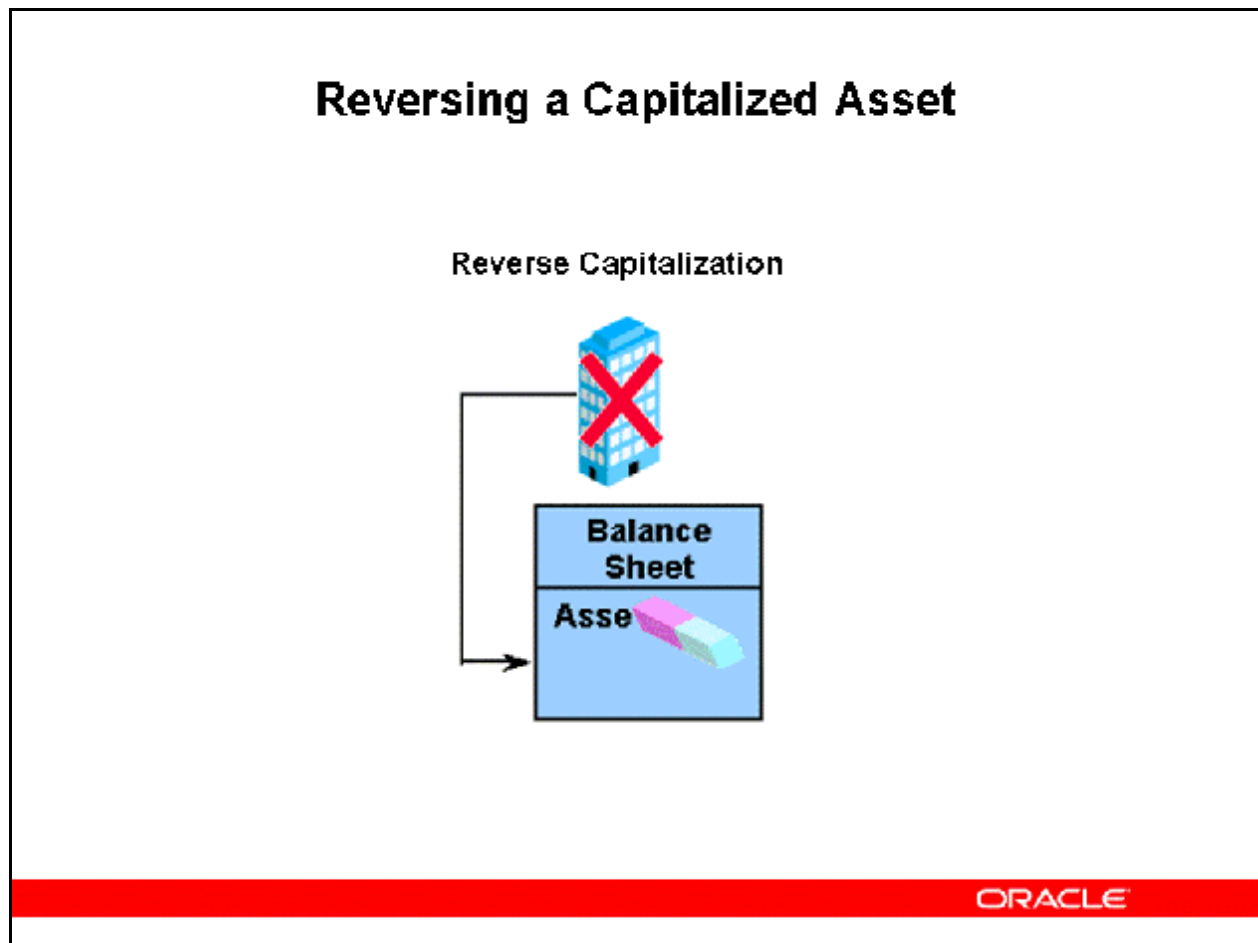 Reversing a Capitalized Asset
Reverse Capitalization
Balance
Sheet
Asse
ORACLE